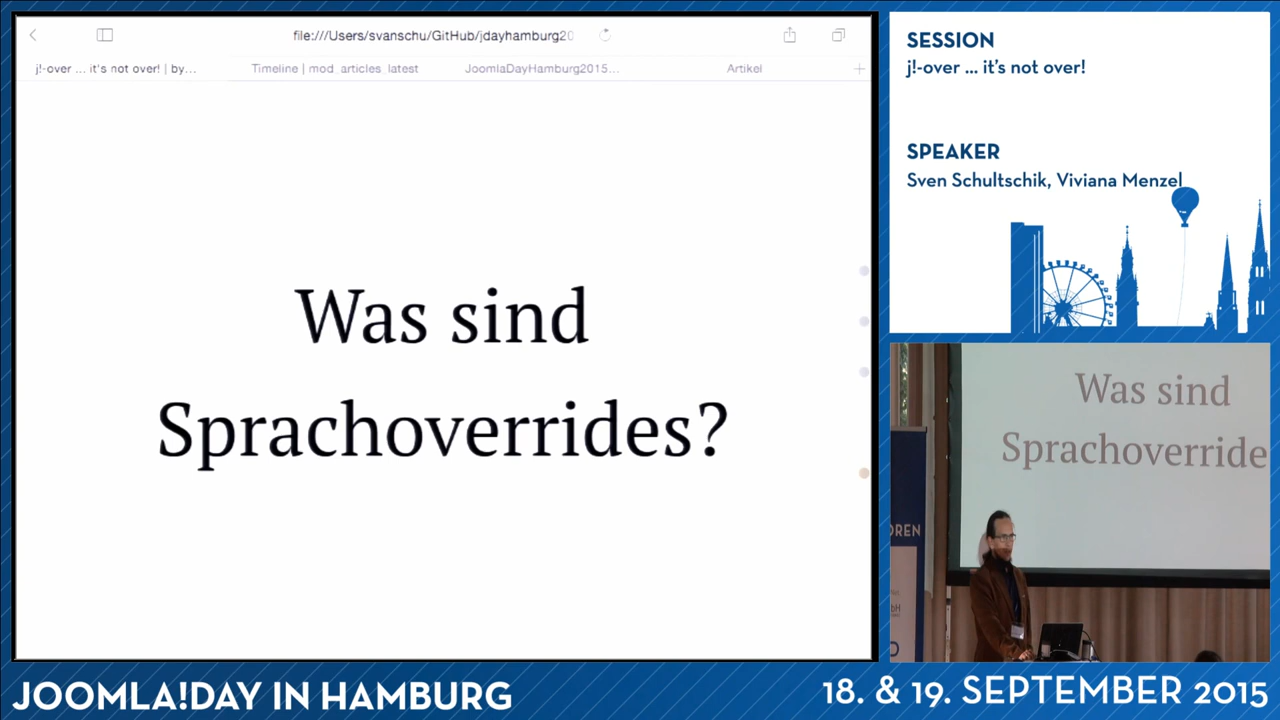 file:///Users/svanschu/GitHub/jdayhamburg20
j!-over ... it's not over! | by...
Timeline | mod_articles_latest
JoomlaDayHamburg2015...
Artikel
Was sind
Sprachoverrides?
SESSION
j!-over ... it's not over!
SPEAKER
Sven Schultschik, Viviana Menzel
Was sind
Sprachoverride
OREN
JOOMLA!DAY IN HAMBURG
18. & 19. SEPTEMBER 2015